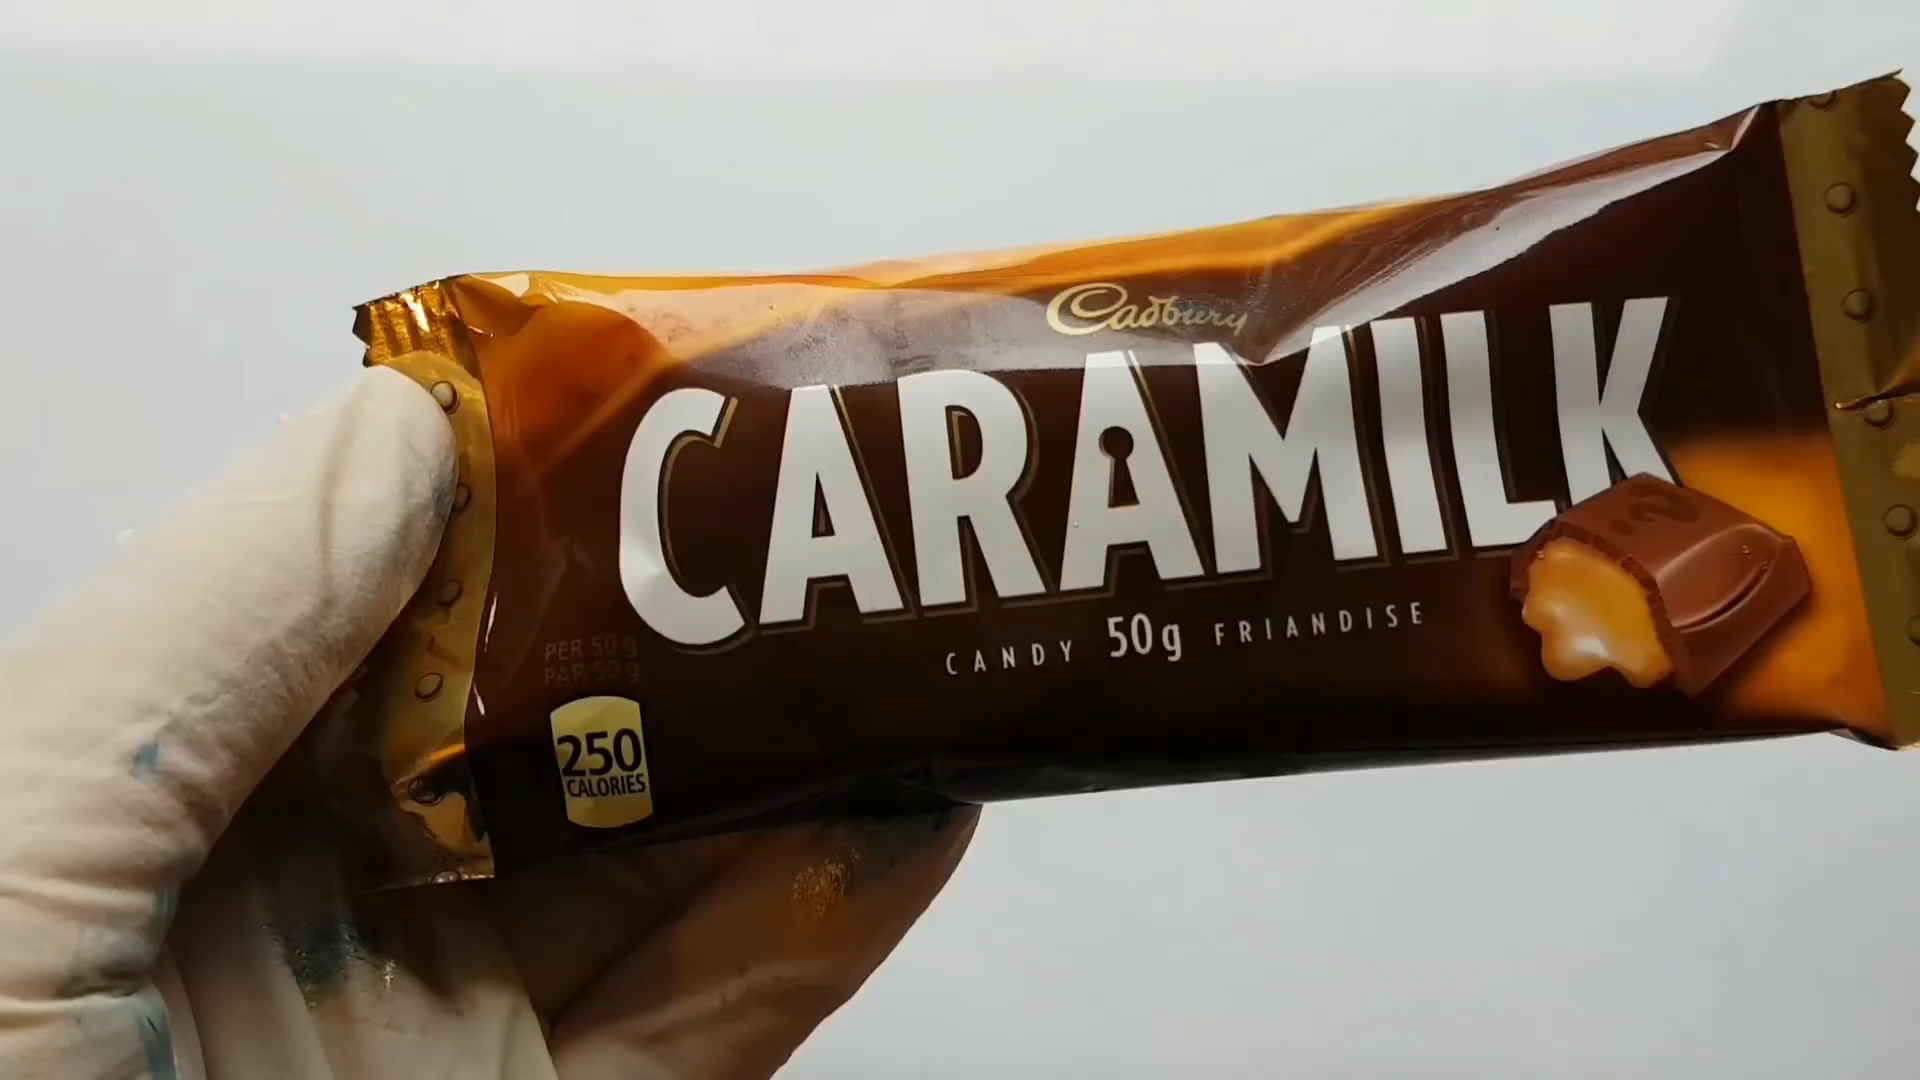 Cadbury
CARAMILK
CANDY 50g FRIANDISE
PER 50 g
PAR 50 g
250
CALORIES